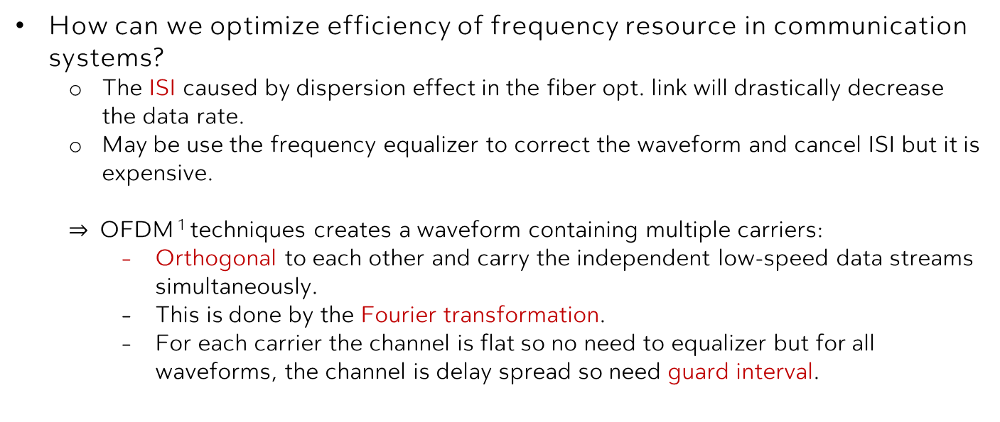 • How can we optimize efficiency of frequency resource in communication
systems?
o The ISI caused by dispersion effect in the fiber opt. link will drastically decrease
the data rate.
o May be use the frequency equalizer to correct the waveform and cancel ISI but it is
expensive.
⇒ OFDM¹ techniques creates a waveform containing multiple carriers:
- Orthogonal to each other and carry the independent low-speed data streams
simultaneously.
- This is done by the Fourier transformation.
- For each carrier the channel is flat so no need to equalizer but for all
waveforms, the channel is delay spread so need guard interval.